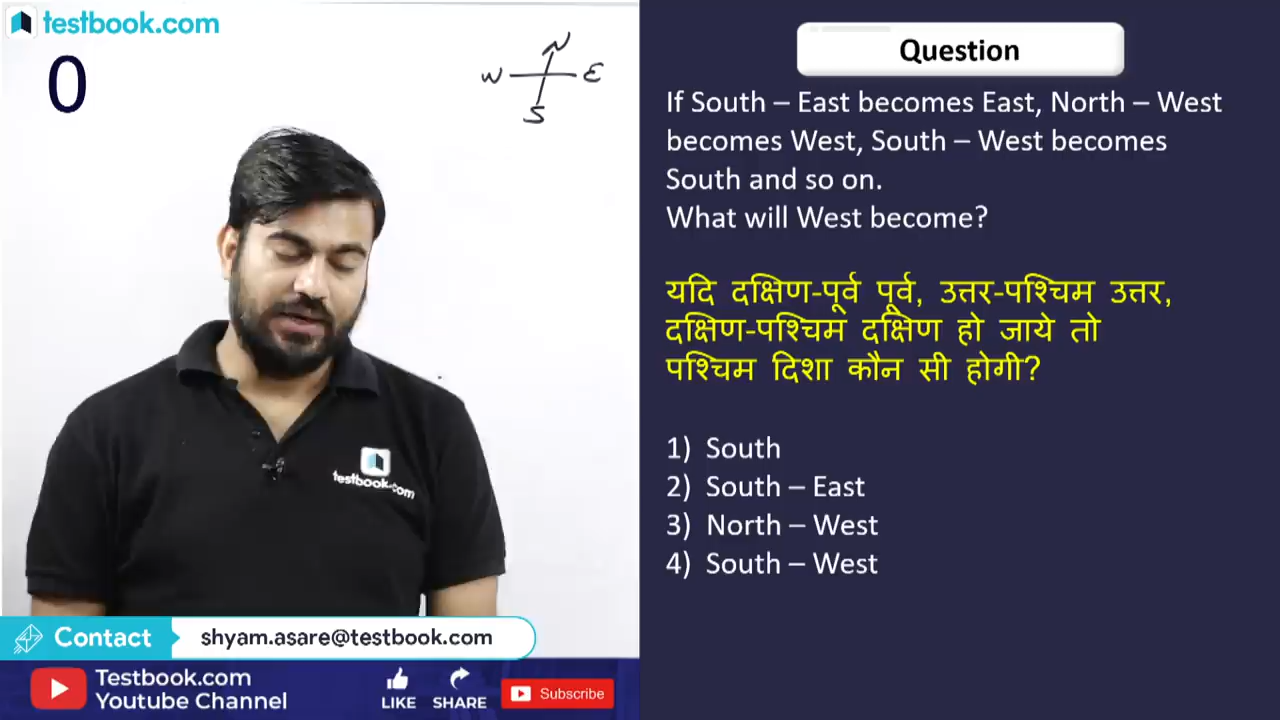 testbook.com
0
N
W E
S
testbook.com
Contact
shyam.asare@testbook.com
Testbook.com
Youtube Channel
LIKE
SHARE
Subscribe
Question
If South – East becomes East, North – West
becomes West, South – West becomes
South and so on.
What will West become?
यदि दक्षिण-पूर्व पूर्व, उत्तर-पश्चिम उत्तर,
दक्षिण-पश्चिम दक्षिण हो जाये तो
पश्चिम दिशा कौन सी होगी?
1) South
2) South – East
3) North – West
4) South – West